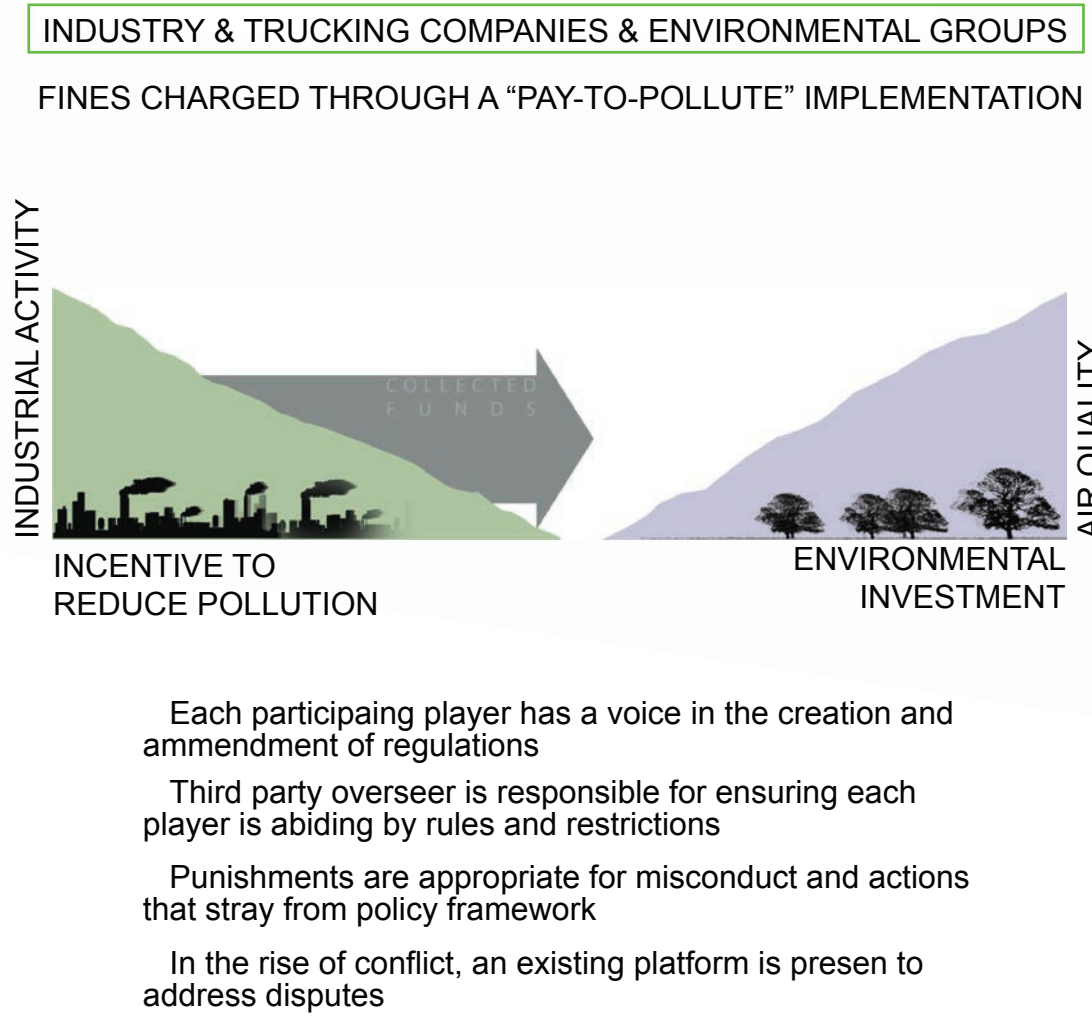 INDUSTRY & TRUCKING COMPANIES & ENVIRONMENTAL GROUPS
FINES CHARGED THROUGH A “PAY-TO-POLLUTE” IMPLEMENTATION
INDUSTRIAL ACTIVITY
COLLECTED
FUNDS
AIR QUALITY
INCENTIVE TO
REDUCE POLLUTION
ENVIRONMENTAL
INVESTMENT
Each participaing player has a voice in the creation and
ammendment of regulations
Third party overseer is responsible for ensuring each
player is abiding by rules and restrictions
Punishments are appropriate for misconduct and actions
that stray from policy framework
In the rise of conflict, an existing platform is presen to
address disputes